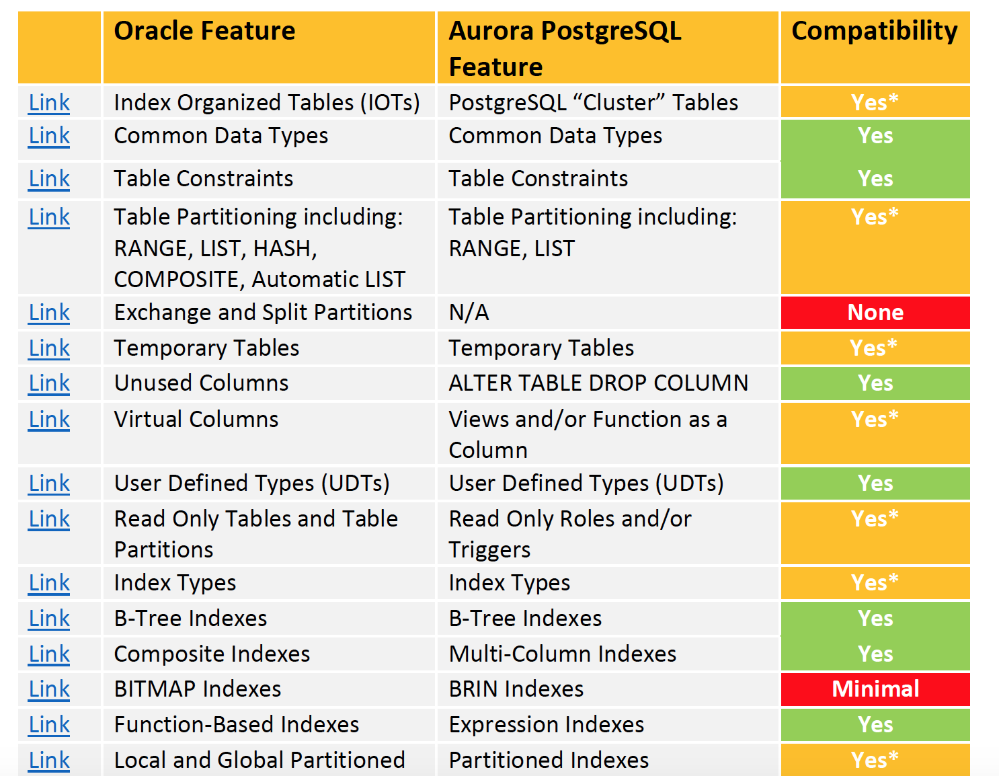 Oracle Feature
Aurora PostgreSQL
Feature
Compatibility
Link Index Organized Tables (IOTs) PostgreSQL “Cluster” Tables Yes*
Link Common Data Types Common Data Types Yes
Link Table Constraints Table Constraints Yes
Link Table Partitioning including: Table Partitioning including: Yes*
RANGE, LIST, HASH, RANGE, LIST
COMPOSITE, Automatic LIST
Link Exchange and Split Partitions N/A None
Link Temporary Tables Temporary Tables Yes*
Link Unused Columns ALTER TABLE DROP COLUMN Yes
Link Virtual Columns Views and/or Function as a Yes*
Column
Link User Defined Types (UDTs) User Defined Types (UDTs) Yes
Link Read Only Tables and Table Read Only Roles and/or Yes*
Partitions Triggers
Link Index Types Index Types Yes*
Link B-Tree Indexes B-Tree Indexes Yes
Link Composite Indexes Multi-Column Indexes Yes
Link BITMAP Indexes BRIN Indexes Minimal
Link Function-Based Indexes Expression Indexes Yes
Link Local and Global Partitioned Partitioned Indexes Yes*